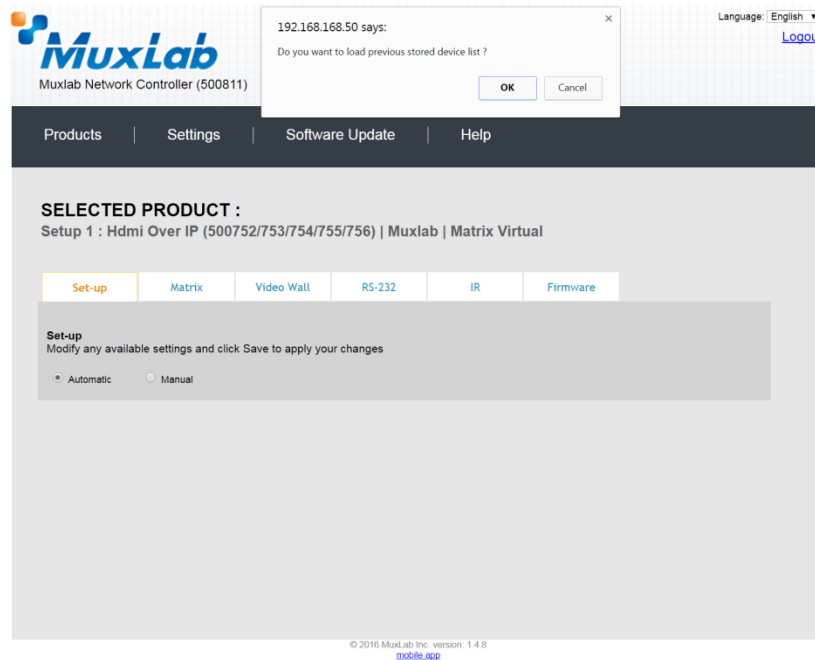 192.168.168.50 says:
Do you want to load previous stored device list ?
OK
Cancel
Language: English
MuxLab
Muxlab Network Controller (500811)
Products
Settings
Software Update
Help
SELECTED PRODUCT :
Setup 1 : Hdmi Over IP (500752/753/754/755/756) | Muxlab | Matrix Virtual
Set-up
Matrix
Video Wall
RS-232
IR
Firmware
Set-up
Modify any available settings and click Save to apply your changes
Automatic
Manual
© 2016 MuxLab Inc. version: 1.4.8
mobile app